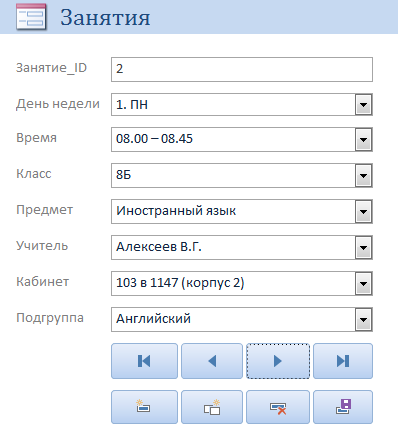 Занятия
Занятие_ID 2
День недели 1. ПН
Время 08.00 – 08.45
Класс 8Б
Предмет Иностранный язык
Учитель Алексеев В.Г.
Кабинет 103 в 1147 (корпус 2)
Подгруппа Английский